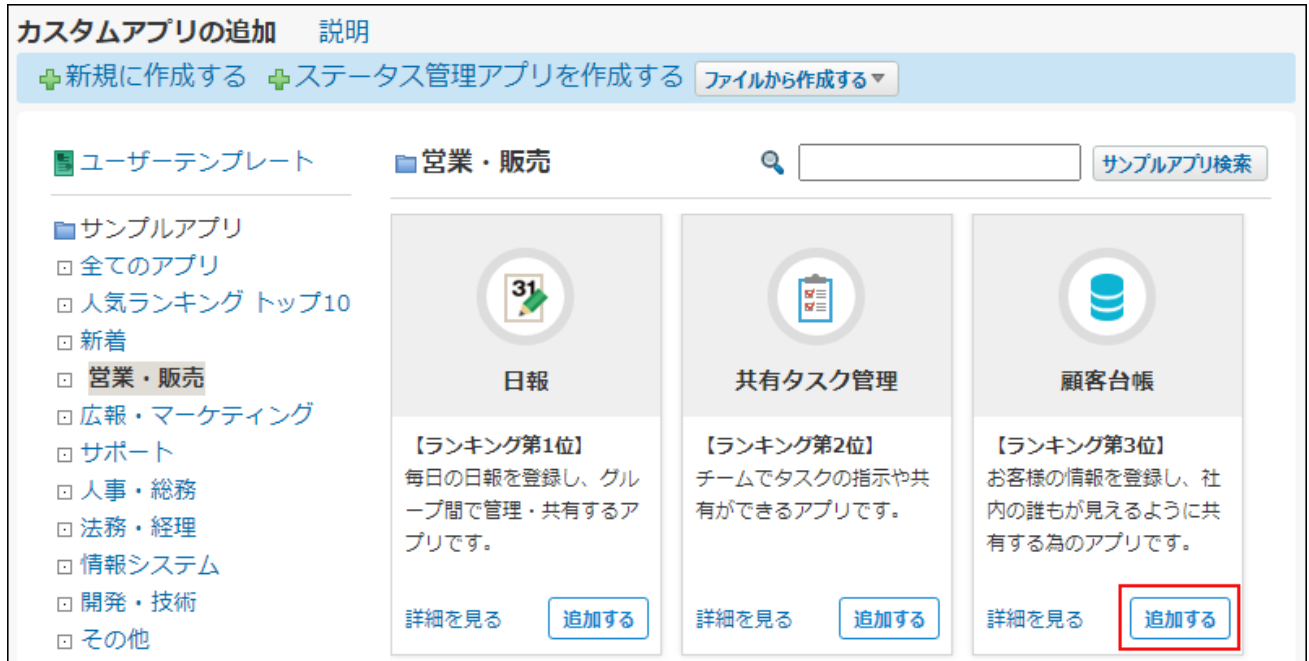 カスタムアプリの追加 説明
新規に作成する ステータス管理アプリを作成する ファイルから作成する▼
ユーザーテンプレート
サンプルアプリ
全てのアプリ
人気ランキング トップ10
新着
営業・販売
広報・マーケティング
サポート
人事・総務
法務・経理
情報システム
開発・技術
その他
営業・販売
サンプルアプリ検索
31
日報
【ランキング第1位】
毎日の日報を登録し、グル
ープ間で管理・共有するア
プリです。
詳細を見る 追加する
共有タスク管理
【ランキング第2位】
チームでタスクの指示や共
有ができるアプリです。
詳細を見る 追加する
顧客台帳
【ランキング第3位】
お客様の情報を登録し、社
内の誰もが見えるように共
有する為のアプリです。
詳細を見る 追加する